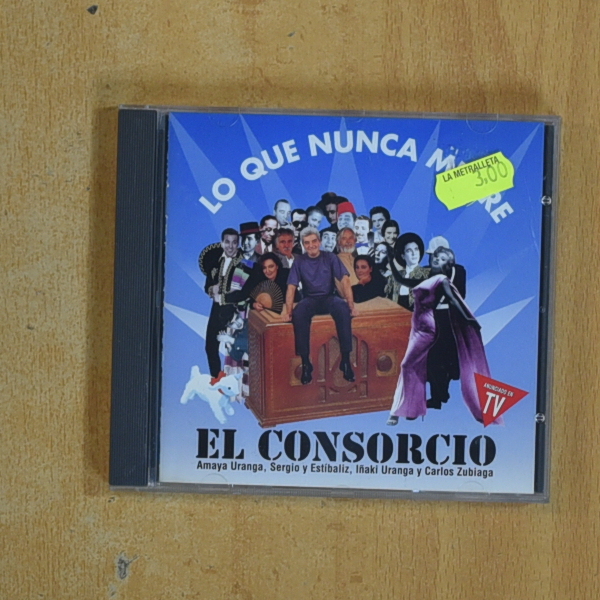 LO QUE NUNCA M RE
LA METRALLETA
3.00
ANUNCIADO EN
TV
EL CONSORCIO
Amaya Uranga, Sergio y Estíbaliz, Iñaki Uranga y Carlos Zubiaga